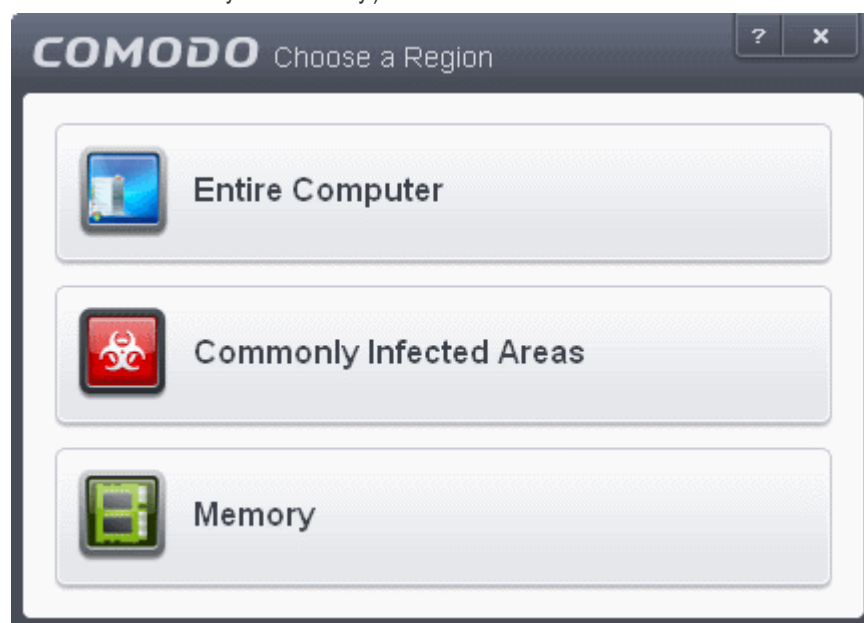 COMODO Choose a Region ? x
Entire Computer
Commonly Infected Areas
Memory